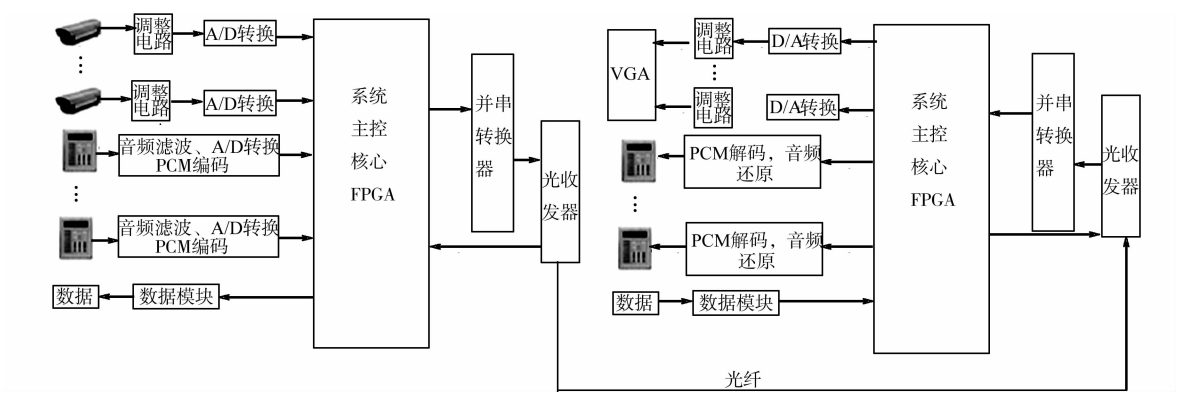 调整
电路
A/D转换
调整
电路
A/D转换
音频滤波、A/D转换
PCM编码
音频滤波、A/D转换
PCM编码
数据
数据模块
系统
主控
核心
FPGA
并串
转换
器
光收
发器
VGA
调整
电路
D/A转换
调整
电路
D/A转换
PCM解码，音频
还原
PCM解码，音频
还原
数据
数据模块
系统
主控
核心
FPGA
并串
转换
器
光收
发器
光纤